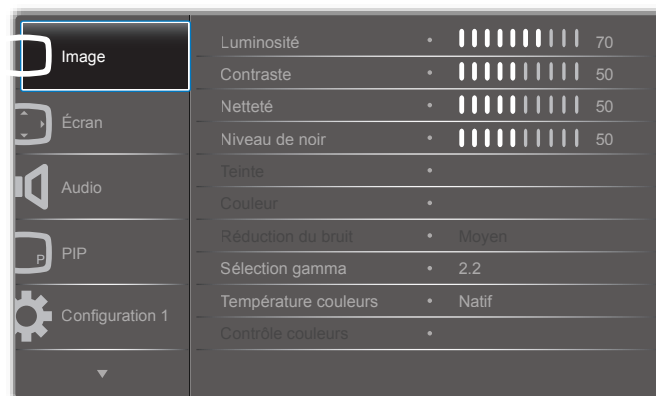 Image
Écran
Audio
P
PIP
Configuration 1
Luminosité • 70
Contraste • 50
Netteté • 50
Niveau de noir • 50
Teinte •
Couleur •
Réduction du bruit • Moyen
Sélection gamma • 2.2
Température couleurs • Natif
Contrôle couleurs •